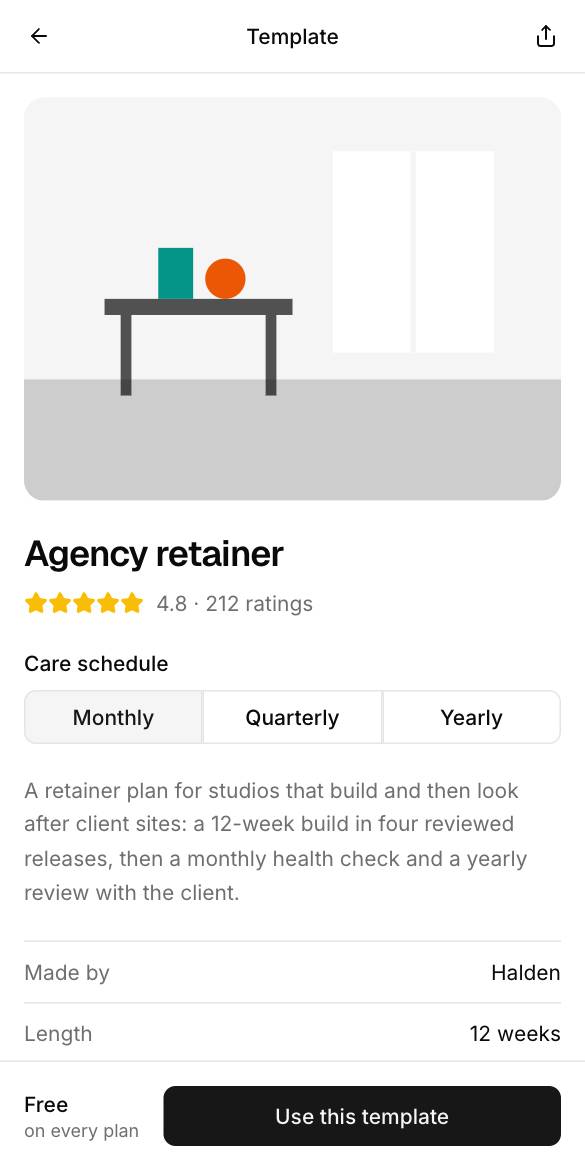 Template
Agency retainer
4.8 · 212 ratings
Care schedule
Monthly
Quarterly
Yearly
A retainer plan for studios that build and then look
after client sites: a 12-week build in four reviewed
releases, then a monthly health check and a yearly
review with the client.
Made by
Halden
Length
12 weeks
Free
on every plan
Use this template